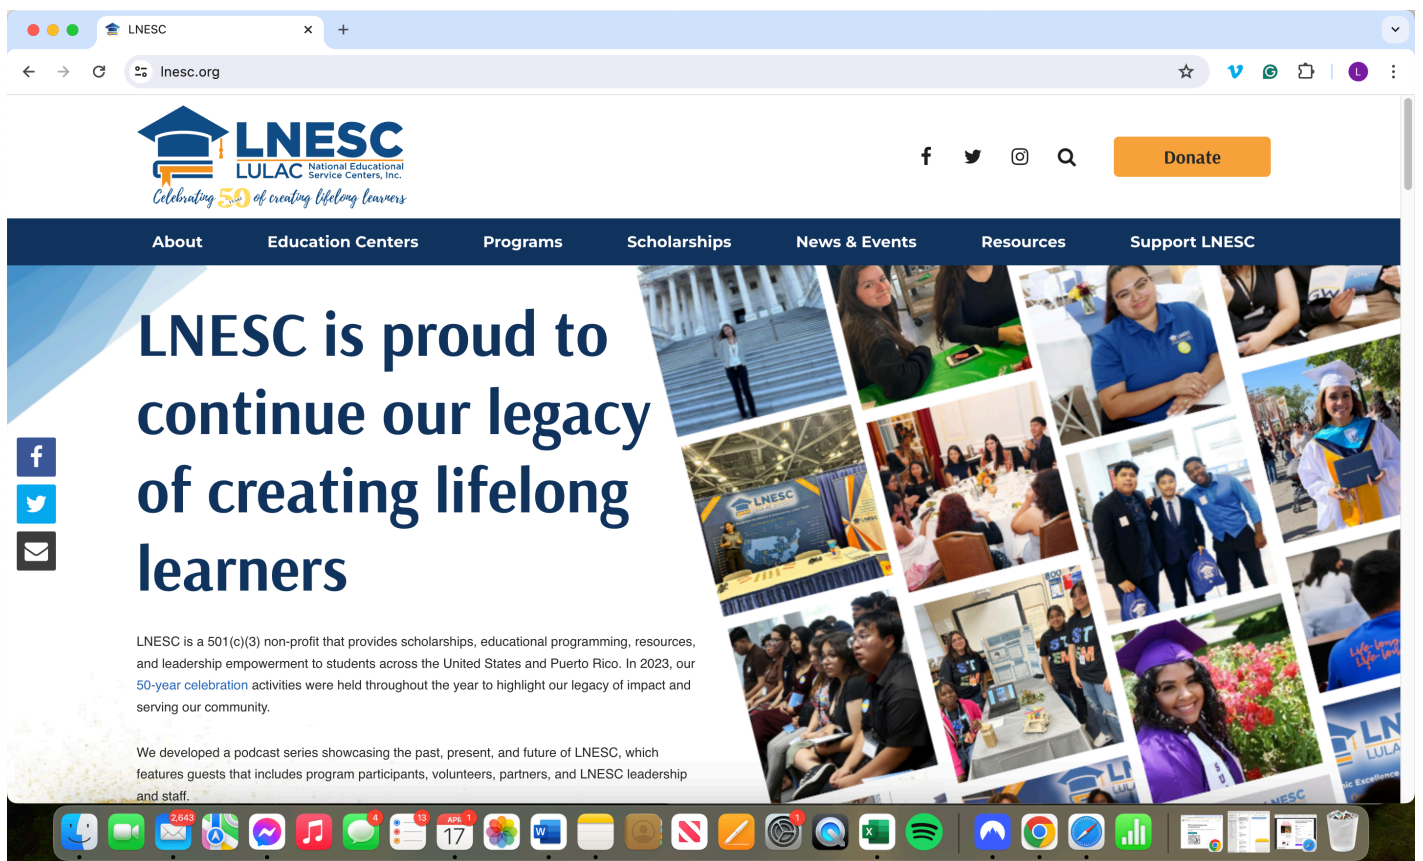 LNESC
lnesc.org
L
LNESC
LULAC National Educational
Service Centers, Inc.
Celebrating 50 Years of creating lifelong learners
Donate
About Education Centers Programs Scholarships News & Events Resources Support LNESC
LNESC is proud to
continue our legacy
of creating lifelong
learners
LNESC is a 501(c)(3) non-profit that provides scholarships, educational programming, resources,
and leadership empowerment to students across the United States and Puerto Rico. In 2023, our
50-year celebration activities were held throughout the year to highlight our legacy of impact and
serving our community.
We developed a podcast series showcasing the past, present, and future of LNESC, which
features guests that includes program participants, volunteers, partners, and LNESC leadership
and staff.
LNESC
Life-long
LNESC
2,643
4
13
APR 1
17
W
1
X